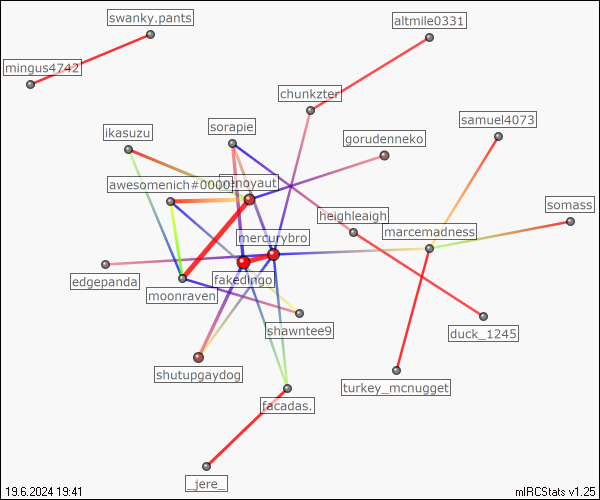 swanky.pants
altmile0331
mingus4742
chunkzter
samuel4073
ikasuzu
sorapie
gorudenneko
awesomenich#0000
enoyaut
somass
heighleaigh
marcemadness
mercurybro
edgepanda
fakedingo
moonraven
shawntee9
duck_1245
shutupgaydog
turkey_mcnugget
facadas.
_jere_
19.6.2024 19:41
mIRCStats v1.25